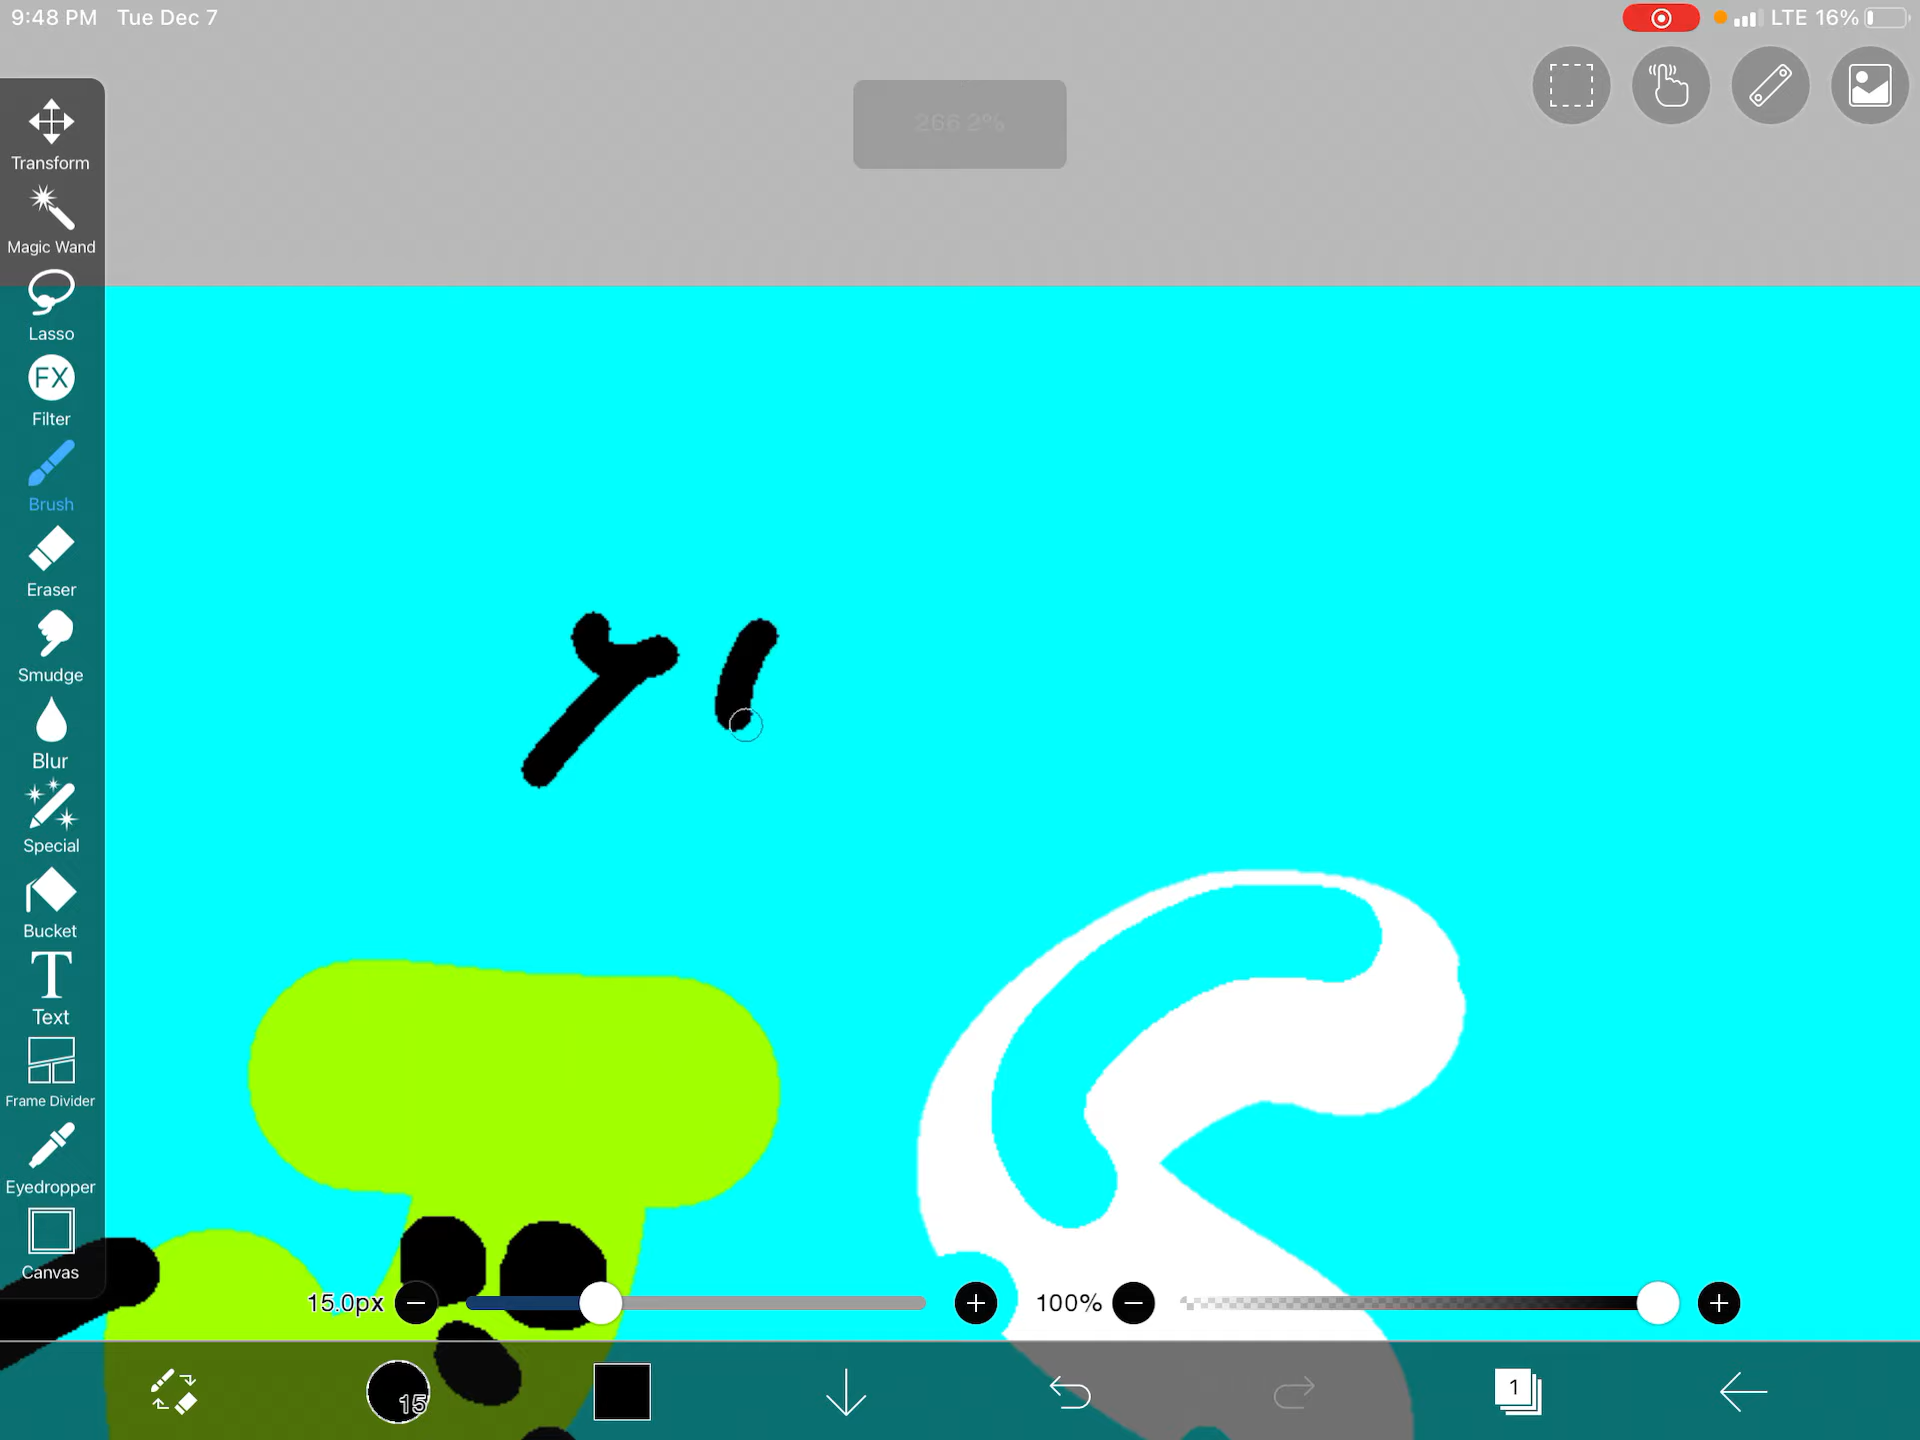 9:48 PM Tue Dec 7
LTE 16%
266.2%
Transform
Magic Wand
Lasso
FX
Filter
Brush
Eraser
Smudge
Blur
Special
Bucket
T
Text
Frame Divider
Eyedropper
Canvas
15.0px
100%
15
1